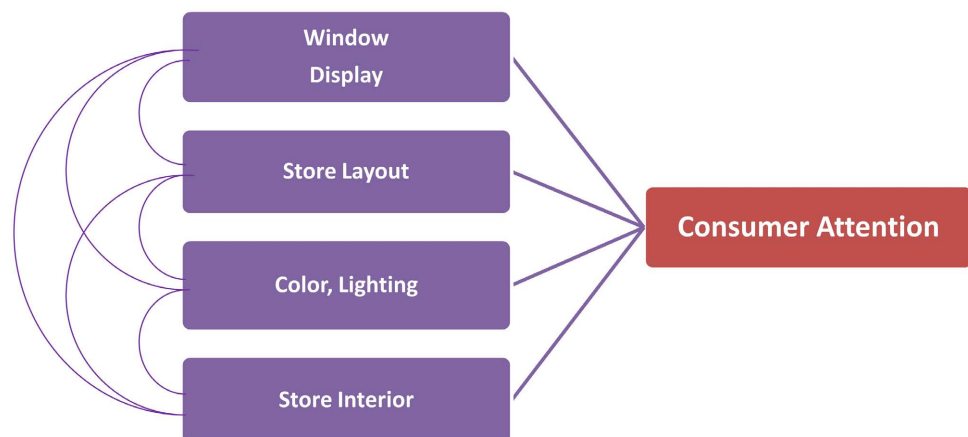 Window
Display
Store Layout
Consumer Attention
Color, Lighting
Store Interior